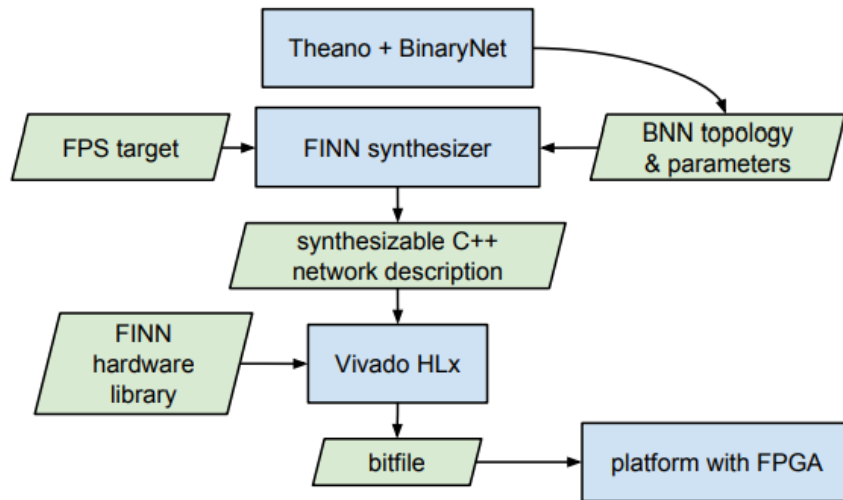 Theano + BinaryNet
FPS target
FINN synthesizer
BNN topology
& parameters
synthesizable C++
network description
FINN
hardware
library
Vivado HLx
bitfile
platform with FPGA